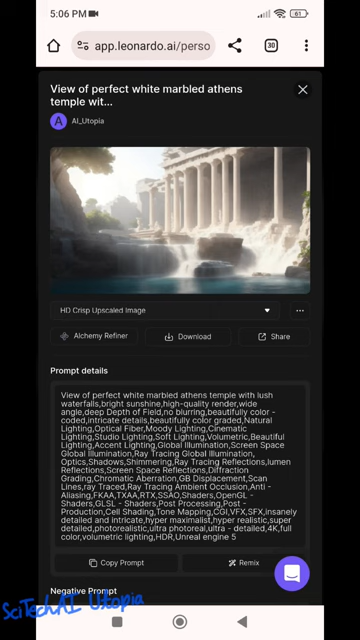 5:06 PM
61
app.leonardo.ai/perso
30
View of perfect white marbled athens
temple wit...
A
AI_Utopia
HD Crisp Upscaled Image
Alchemy Refiner
Download
Share
Prompt details
View of perfect white marbled athens temple with lush
waterfalls,bright sunshine,high-quality render,wide
angle,deep Depth of Field,no blurring,beautifully color -
coded,intricate details,beautifully color graded,Natural
Lighting,Optical Fiber,Moody Lighting,Cinematic
Lighting,Studio Lighting,Soft Lighting,Volumetric,Beautiful
Lighting,Accent Lighting,Global Illumination,Screen Space
Global Illumination,Ray Tracing Global Illumination,
Optics,Shadows,Shimmering,Ray Tracing Reflections,lumen
Reflections,Screen Space Reflections,Diffraction
Grading,Chromatic Aberration,GB Displacement,Scan
Lines,ray Traced,Ray Tracing Ambient Occlusion,Anti -
Aliasing,FKAA,TXAA,RTX,SSAO,Shaders,OpenGL -
Shaders,GLSL - Shaders,Post Processing,Post -
Production,Cell Shading,Tone Mapping,CGI,VFX,SFX,insanely
detailed and intricate,hyper maximalist,hyper realistic,super
detailed,photorealistic,ultra photoreal,ultra - detailed,4K,full
color,volumetric lighting,HDR,Unreal engine 5
Copy Prompt
Remix
Negative Prompt
SciTechAI Utopia